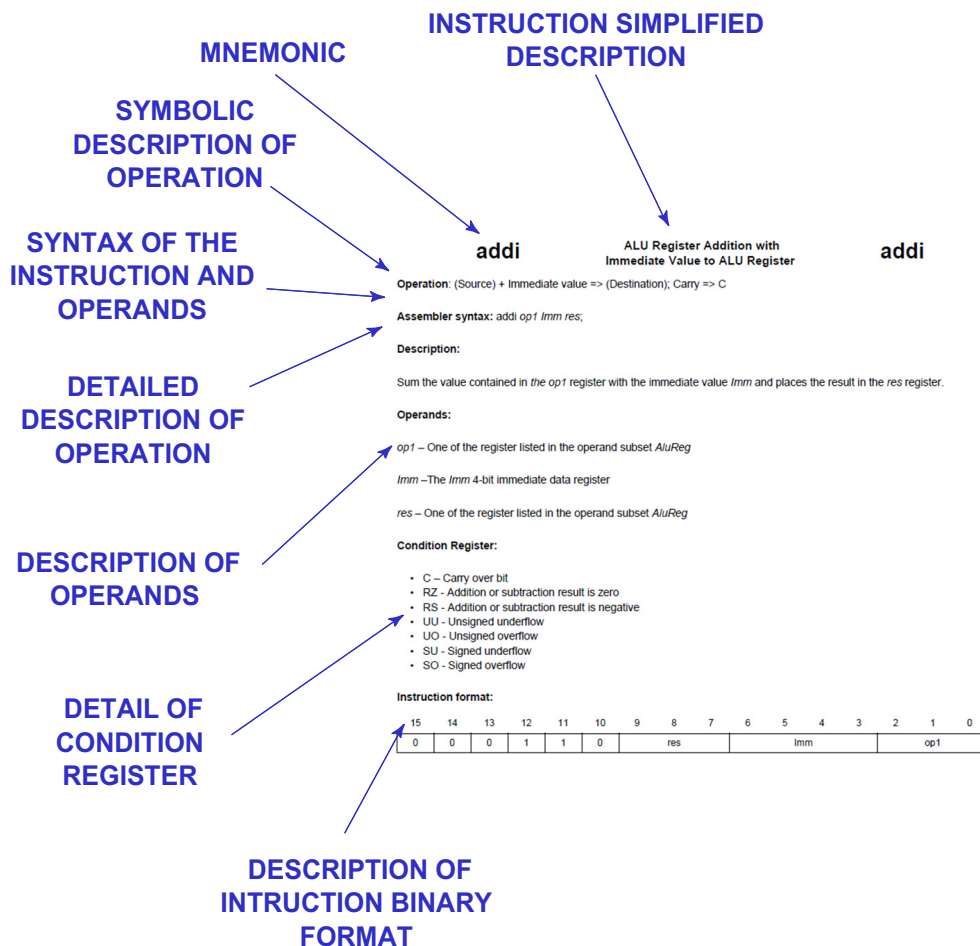 INSTRUCTION SIMPLIFIED
DESCRIPTION
MNEMONIC
SYMBOLIC
DESCRIPTION OF
OPERATION
SYNTAX OF THE
INSTRUCTION AND
OPERANDS
DETAILED
DESCRIPTION OF
OPERATION
DESCRIPTION OF
OPERANDS
DETAIL OF
CONDITION
REGISTER
DESCRIPTION OF
INTRUCTION BINARY
FORMAT
addi
ALU Register Addition with
Immediate Value to ALU Register
addi
Operation: (Source) + Immediate value => (Destination); Carry => C
Assembler syntax: addi op1 Imm res;
Description:
Sum the value contained in the op1 register with the immediate value Imm and places the result in the res register.
Operands:
op1 – One of the register listed in the operand subset AluReg
Imm –The Imm 4-bit immediate data register
res – One of the register listed in the operand subset AluReg
Condition Register:
• C – Carry over bit
• RZ - Addition or subtraction result is zero
• RS - Addition or subtraction result is negative
• UU - Unsigned underflow
• UO - Unsigned overflow
• SU - Signed underflow
• SO - Signed overflow
Instruction format:
15 14 13 12 11 10 9 8 7 6 5 4 3 2 1 0
0 0 0 1 1 0 res Imm op1